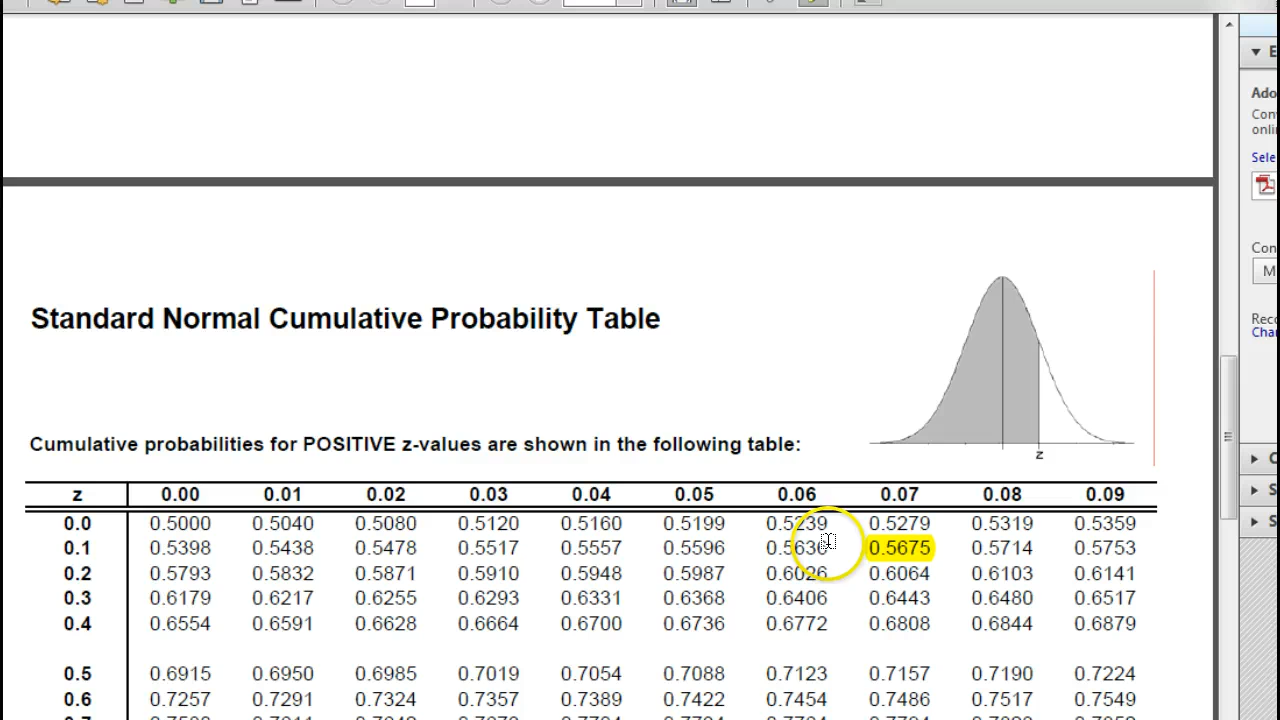 Ado
Con
onlin
Sele
Con
M
Reco
Chan
Standard Normal Cumulative Probability Table
z
Cumulative probabilities for POSITIVE z-values are shown in the following table:
z 0.00 0.01 0.02 0.03 0.04 0.05 0.06 0.07 0.08 0.09
0.0 0.5000 0.5040 0.5080 0.5120 0.5160 0.5199 0.5239 0.5279 0.5319 0.5359
0.1 0.5398 0.5438 0.5478 0.5517 0.5557 0.5596 0.5636 0.5675 0.5714 0.5753
0.2 0.5793 0.5832 0.5871 0.5910 0.5948 0.5987 0.6026 0.6064 0.6103 0.6141
0.3 0.6179 0.6217 0.6255 0.6293 0.6331 0.6368 0.6406 0.6443 0.6480 0.6517
0.4 0.6554 0.6591 0.6628 0.6664 0.6700 0.6736 0.6772 0.6808 0.6844 0.6879
0.5 0.6915 0.6950 0.6985 0.7019 0.7054 0.7088 0.7123 0.7157 0.7190 0.7224
0.6 0.7257 0.7291 0.7324 0.7357 0.7389 0.7422 0.7454 0.7486 0.7517 0.7549